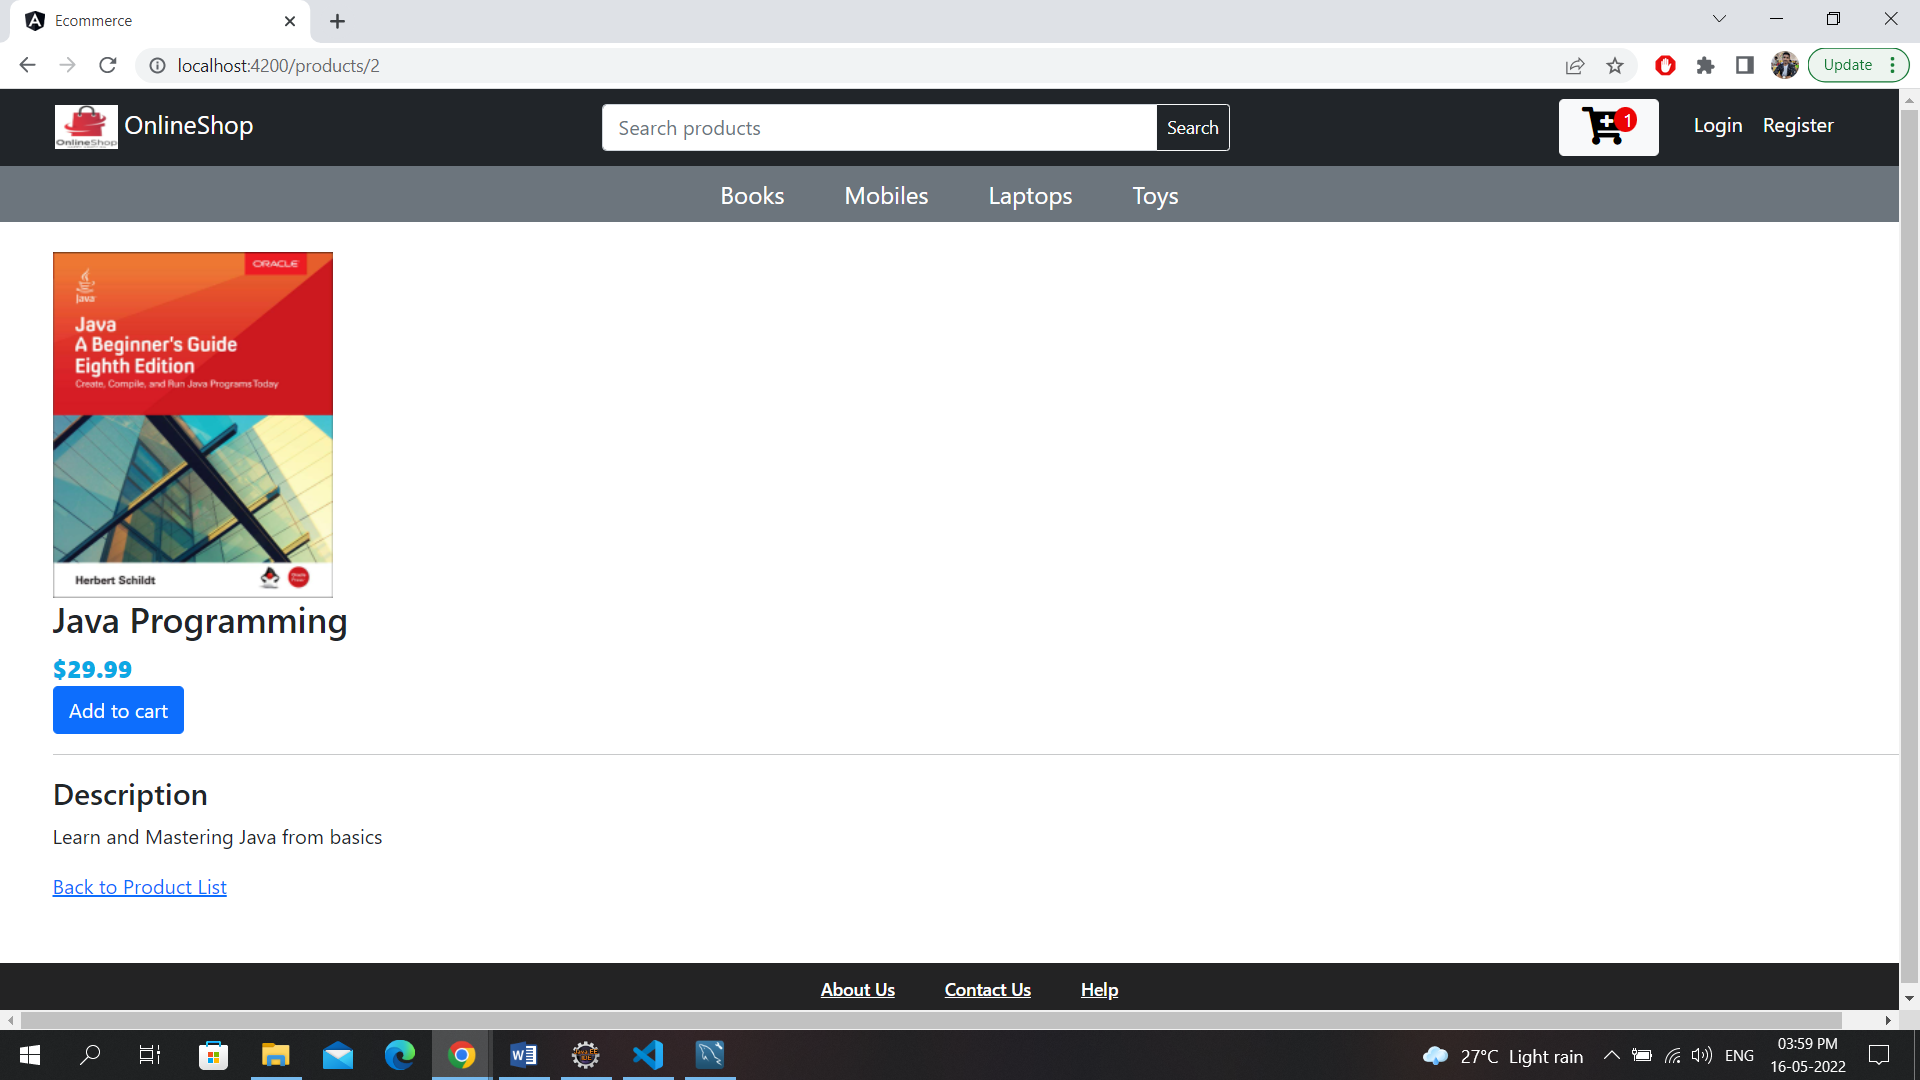 Ecommerce
localhost:4200/products/2
Update
OnlineShop
OnlineShop
Search products
Search
1
Login
Register
Books
Mobiles
Laptops
Toys
ORACLE
Java
Java
A Beginner's Guide
Eighth Edition
Create, Compile, and Run Java Programs Today
Herbert Schildt
Java Programming
$29.99
Add to cart
Description
Learn and Mastering Java from basics
Back to Product List
About Us
Contact Us
Help
27°C Light rain
ENG
03:59 PM
16-05-2022